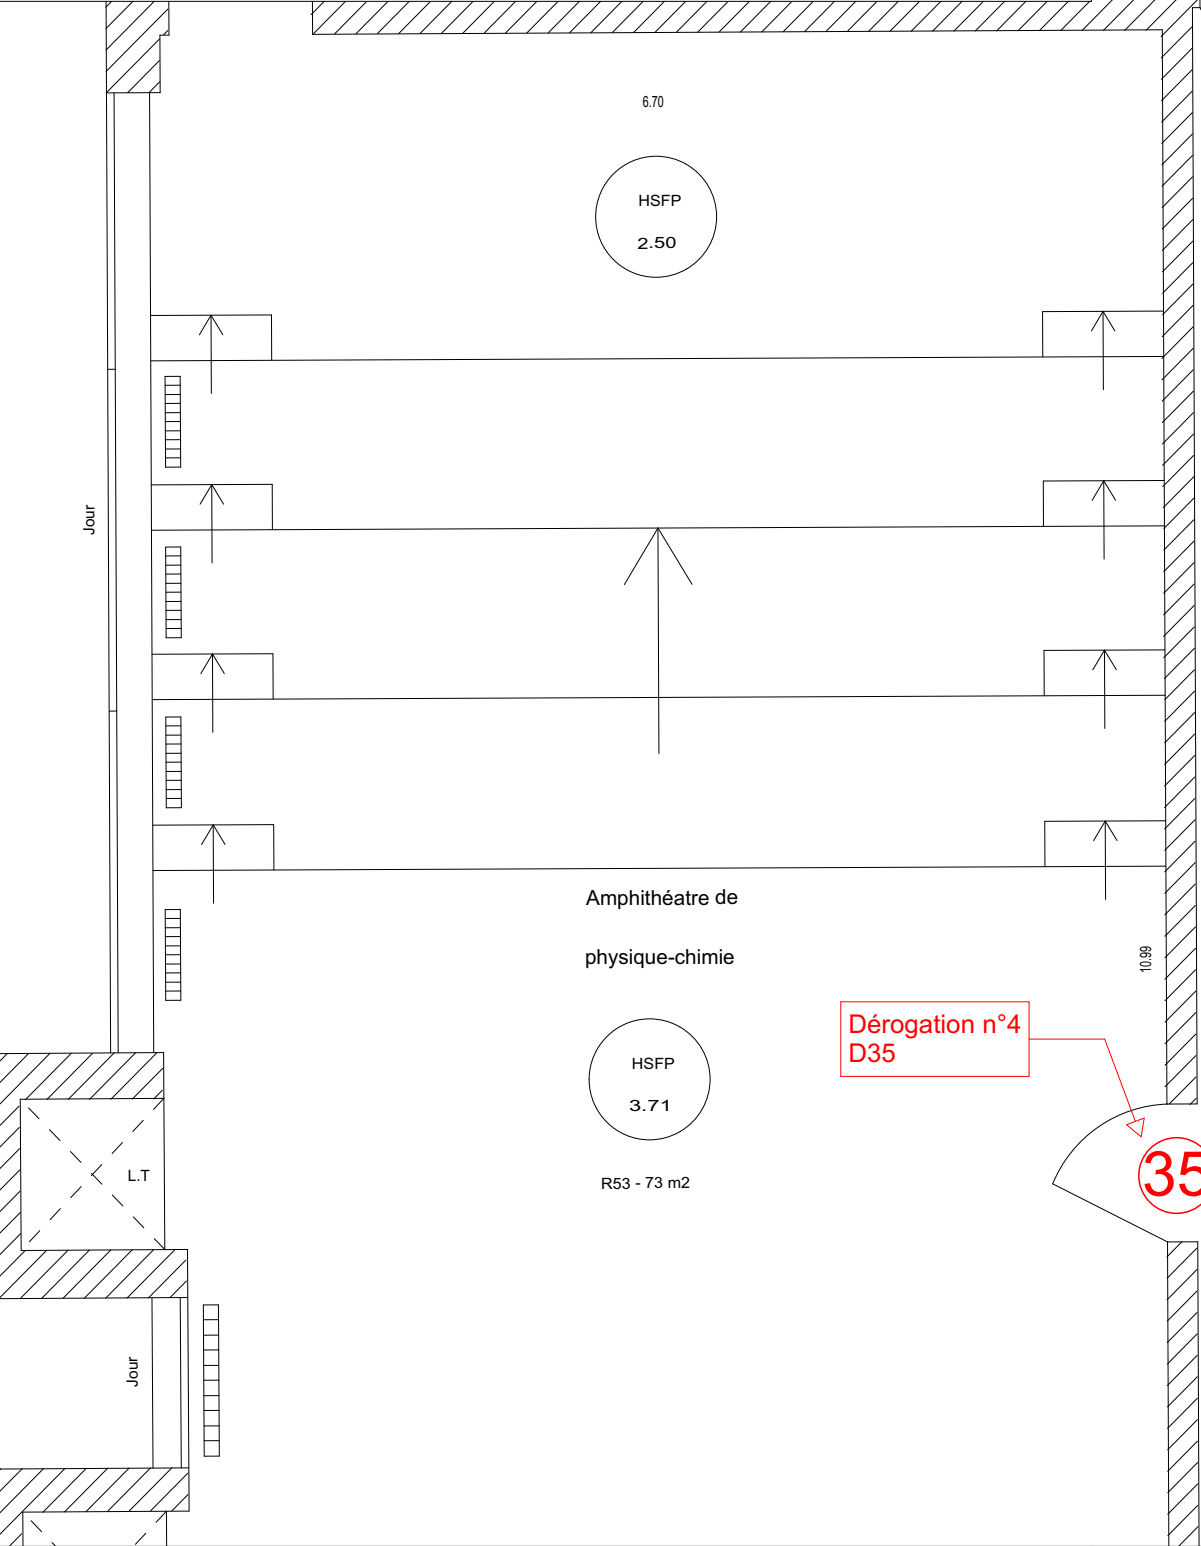 6.70
HSFP
2.50
Jour
Amphithéatre de
physique-chimie
10.99
Dérogation n°4
D35
HSFP
3.71
35
L.T
R53 - 73 m2
Jour